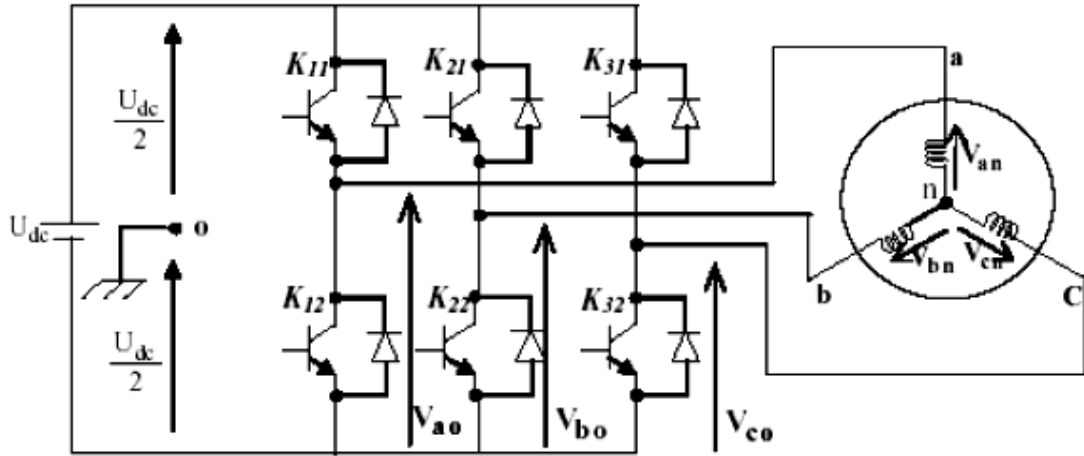 K11
K21
K31
a
Udc/2
Van
n
Udc
o
Vbn
Vcn
b
C
K12
K22
K32
Udc/2
Vao
Vbo
Vco